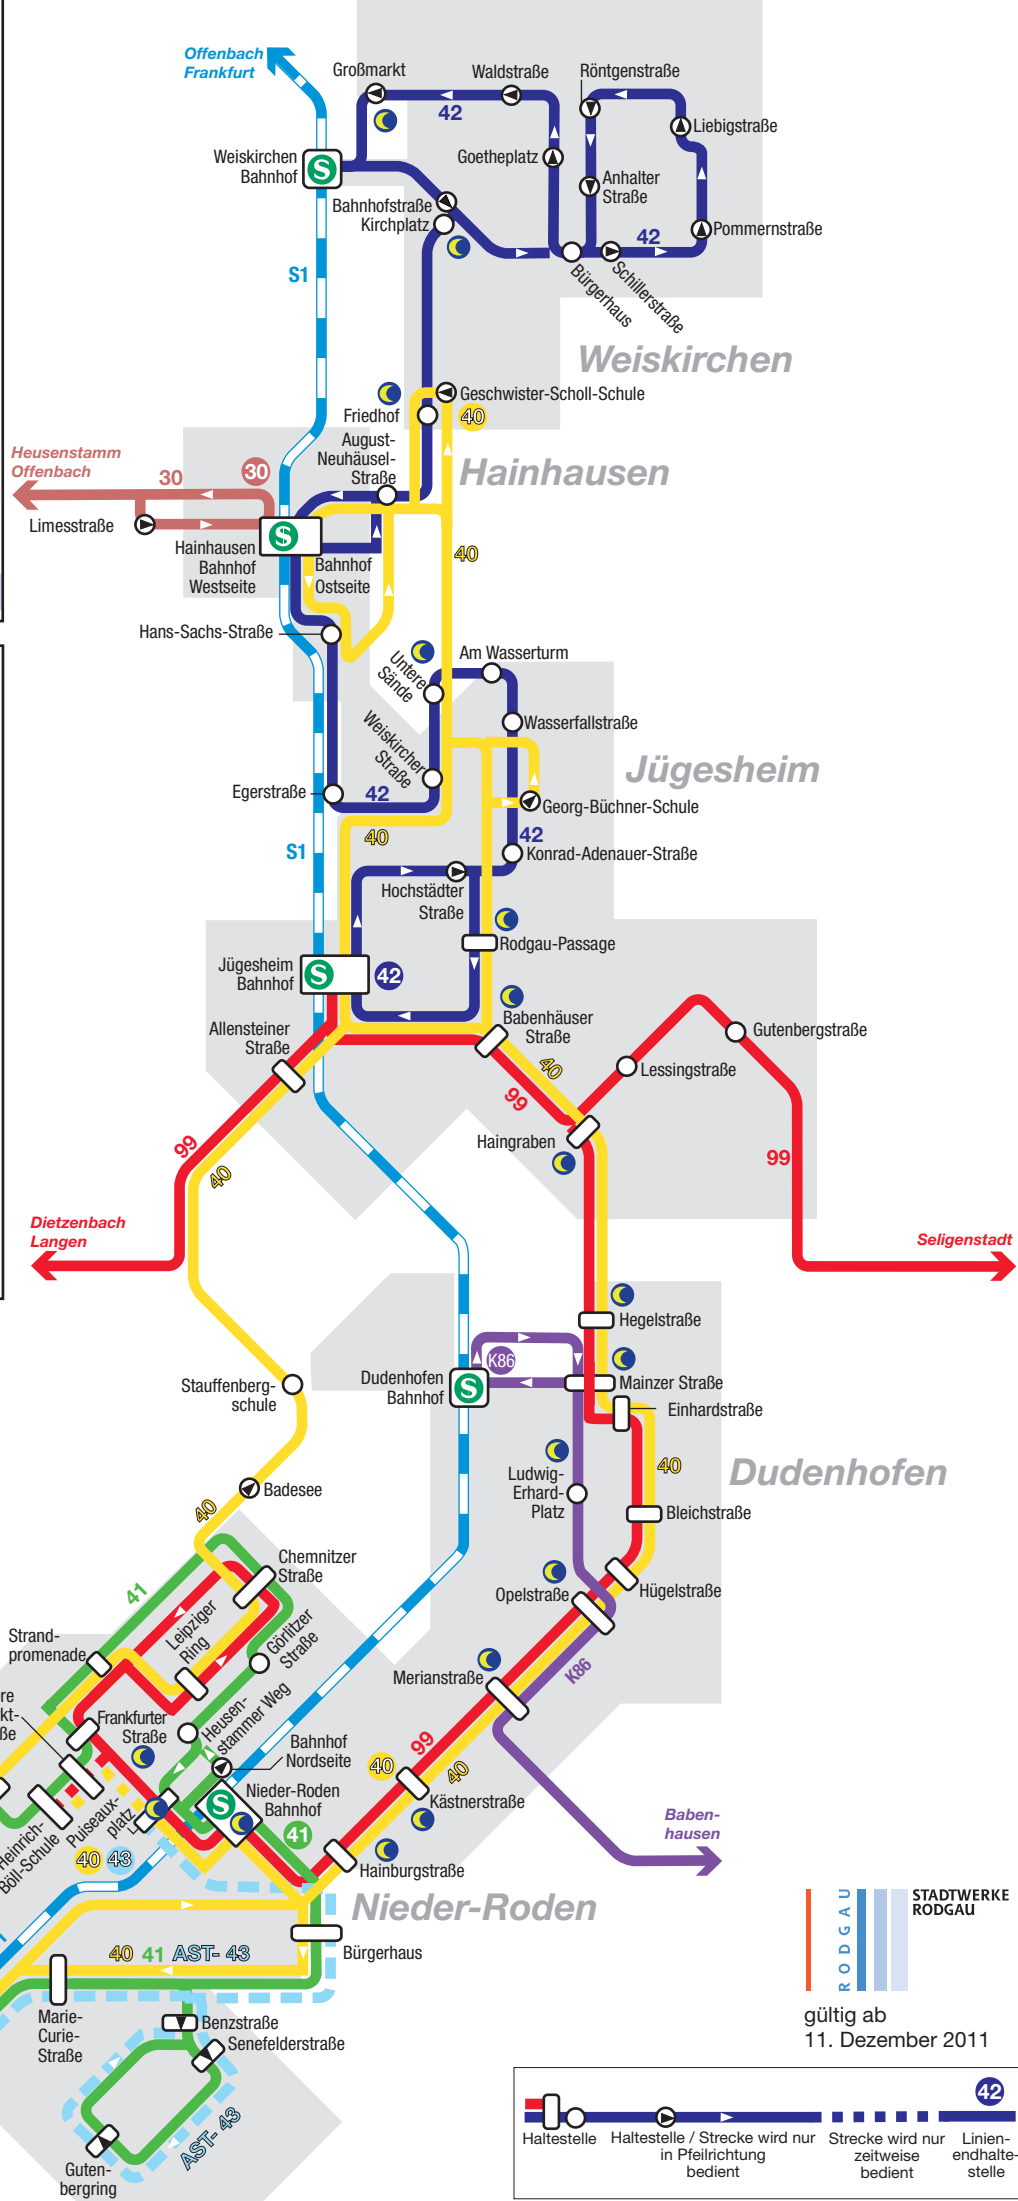 Offenbach
Frankfurt
Großmarkt
Waldstraße
Röntgenstraße
42
Liebigstraße
Weiskirchen
Bahnhof
Goetheplatz
Anhalter
Straße
Bahnhofstraße
Kirchplatz
Pommernstraße
42
S1
Bürgerhaus
Schillerstraße
Weiskirchen
Geschwister-Scholl-Schule
Friedhof
40
August-
Neuhäusel-
Straße
Hainhausen
Heusenstamm
Offenbach
30
30
Limesstraße
Hainhausen
Bahnhof
Westseite
Bahnhof
Ostseite
40
Hans-Sachs-Straße
Untere
Sände
Am Wasserturm
Wasserfallstraße
Weiskircher
Straße
Jügesheim
Egerstraße
42
Georg-Büchner-Schule
40
42
S1
Konrad-Adenauer-Straße
Hochstädter
Straße
Rodgau-Passage
Jügesheim
Bahnhof
42
Allensteiner
Straße
Babenhäuser
Straße
Gutenbergstraße
40
Lessingstraße
99
Haingraben
99
40
99
Dietzenbach
Langen
Seligenstadt
Hegelstraße
K86
Dudenhofen
Bahnhof
Mainzer Straße
Stauffenberg-
schule
Einhardstraße
40
Dudenhofen
Ludwig-
Erhard-
Platz
Badesee
40
Bleichstraße
Chemnitzer
Straße
Hügelstraße
Opelstraße
41
Leipziger
Ring
Görlitzer
Straße
Strand-
promenade
Merianstraße
K86
re
kt-
ße
Frankfurter
Straße
Heusen-
stammer Weg
Bahnhof
Nordseite
99
40
40
Nieder-Roden
Bahnhof
Kästnerstraße
Heinrich-
Böll-Schule
Puiseaux-
platz
41
Baben-
hausen
40
43
Hainburgstraße
Nieder-Roden
STADTWERKE
RODGAU
RODGAU
40 41 AST- 43
Bürgerhaus
gültig ab
11. Dezember 2011
Marie-
Curie-
Straße
Benzstraße
Senefelderstraße
AST- 43
Guten-
bergring
42
Haltestelle
Haltestelle / Strecke wird nur
in Pfeilrichtung
bedient
Strecke wird nur
zeitweise
bedient
Linien-
endhalte-
stelle